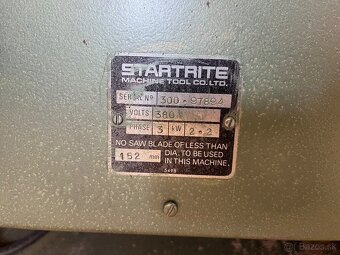 STARTRITE
MACHINE TOOL CO. LTD.
SERIAL Nº 300 - 97894
VOLTS 380
PHASE 3 kW 2·2
NO SAW BLADE OF LESS THAN
152 mm DIA. TO BE USED
IN THIS MACHINE.
Bazos.sk